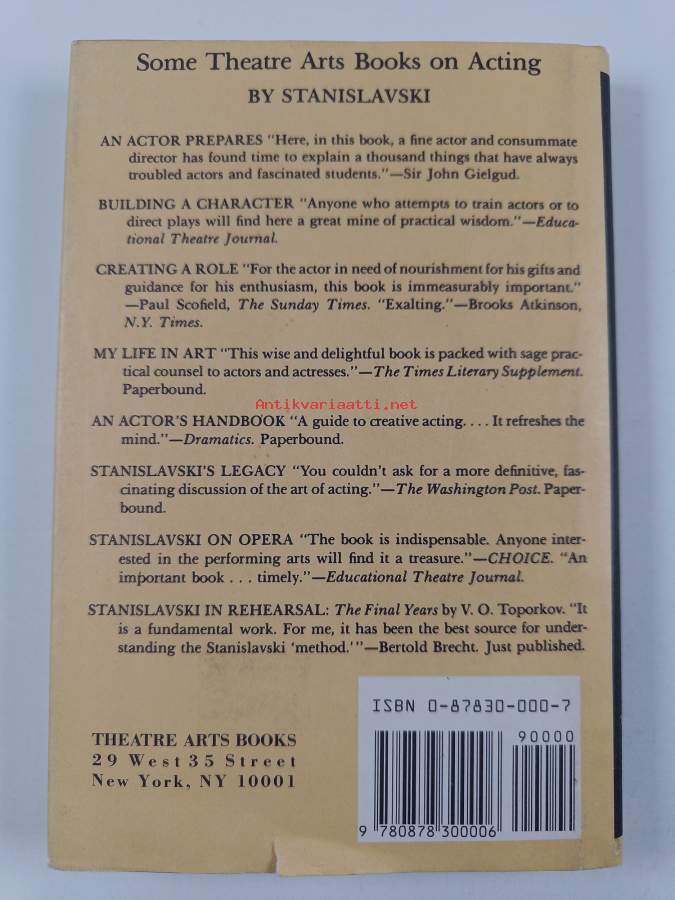 Some Theatre Arts Books on Acting
BY STANISLAVSKI
AN ACTOR PREPARES "Here, in this book, a fine actor and consummate
director has found time to explain a thousand things that have always
troubled actors and fascinated students."—Sir John Gielgud.
BUILDING A CHARACTER "Anyone who attempts to train actors or to
direct plays will find here a great mine of practical wisdom."—Educa-
tional Theatre Journal.
CREATING A ROLE "For the actor in need of nourishment for his gifts and
guidance for his enthusiasm, this book is immeasurably important."
—Paul Scofield, The Sunday Times. "Exalting."—Brooks Atkinson,
N.Y. Times.
MY LIFE IN ART "This wise and delightful book is packed with sage prac-
tical counsel to actors and actresses."—The Times Literary Supplement.
Paperbound.
Antikvariaatti.net
AN ACTOR'S HANDBOOK "A guide to creative acting. . . . It refreshes the
mind."—Dramatics. Paperbound.
STANISLAVSKI'S LEGACY "You couldn't ask for a more definitive, fas-
cinating discussion of the art of acting."—The Washington Post. Paper-
bound.
STANISLAVSKI ON OPERA "The book is indispensable. Anyone inter-
ested in the performing arts will find it a treasure."—CHOICE. "An
important book . . . timely."—Educational Theatre Journal.
STANISLAVSKI IN REHEARSAL: The Final Years by V. O. Toporkov. "It
is a fundamental work. For me, it has been the best source for under-
standing the Stanislavski 'method.'"—Bertold Brecht. Just published.
THEATRE ARTS BOOKS
29 West 35 Street
New York, NY 10001
ISBN 0-87830-000-7
90000
9 780878 300006